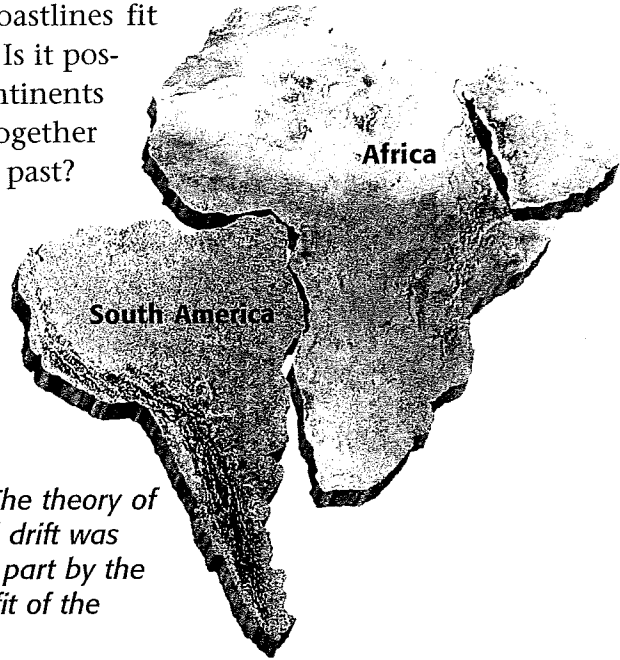 oastlines fit
Is it pos-
ntinents
ogether
past?
Africa
South America
The theory of
drift was
part by the
fit of the